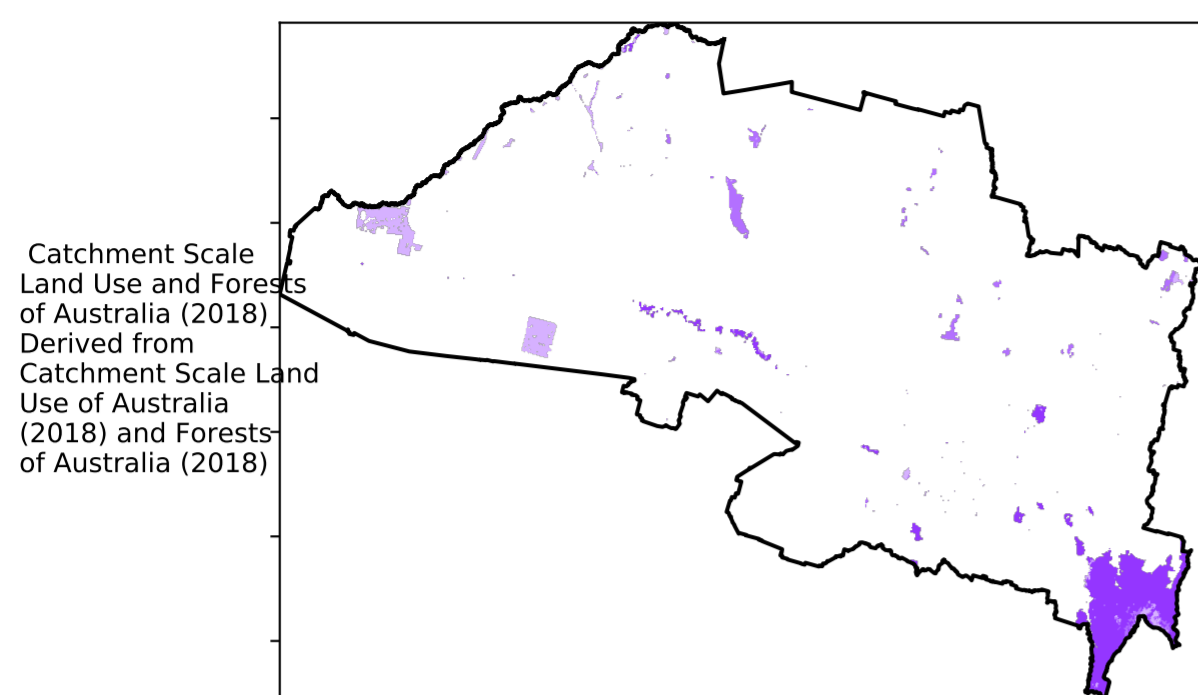 Catchment Scale
Land Use and Forests
of Australia (2018)
Derived from
Catchment Scale Land
Use of Australia
(2018) and Forests
of Australia (2018)